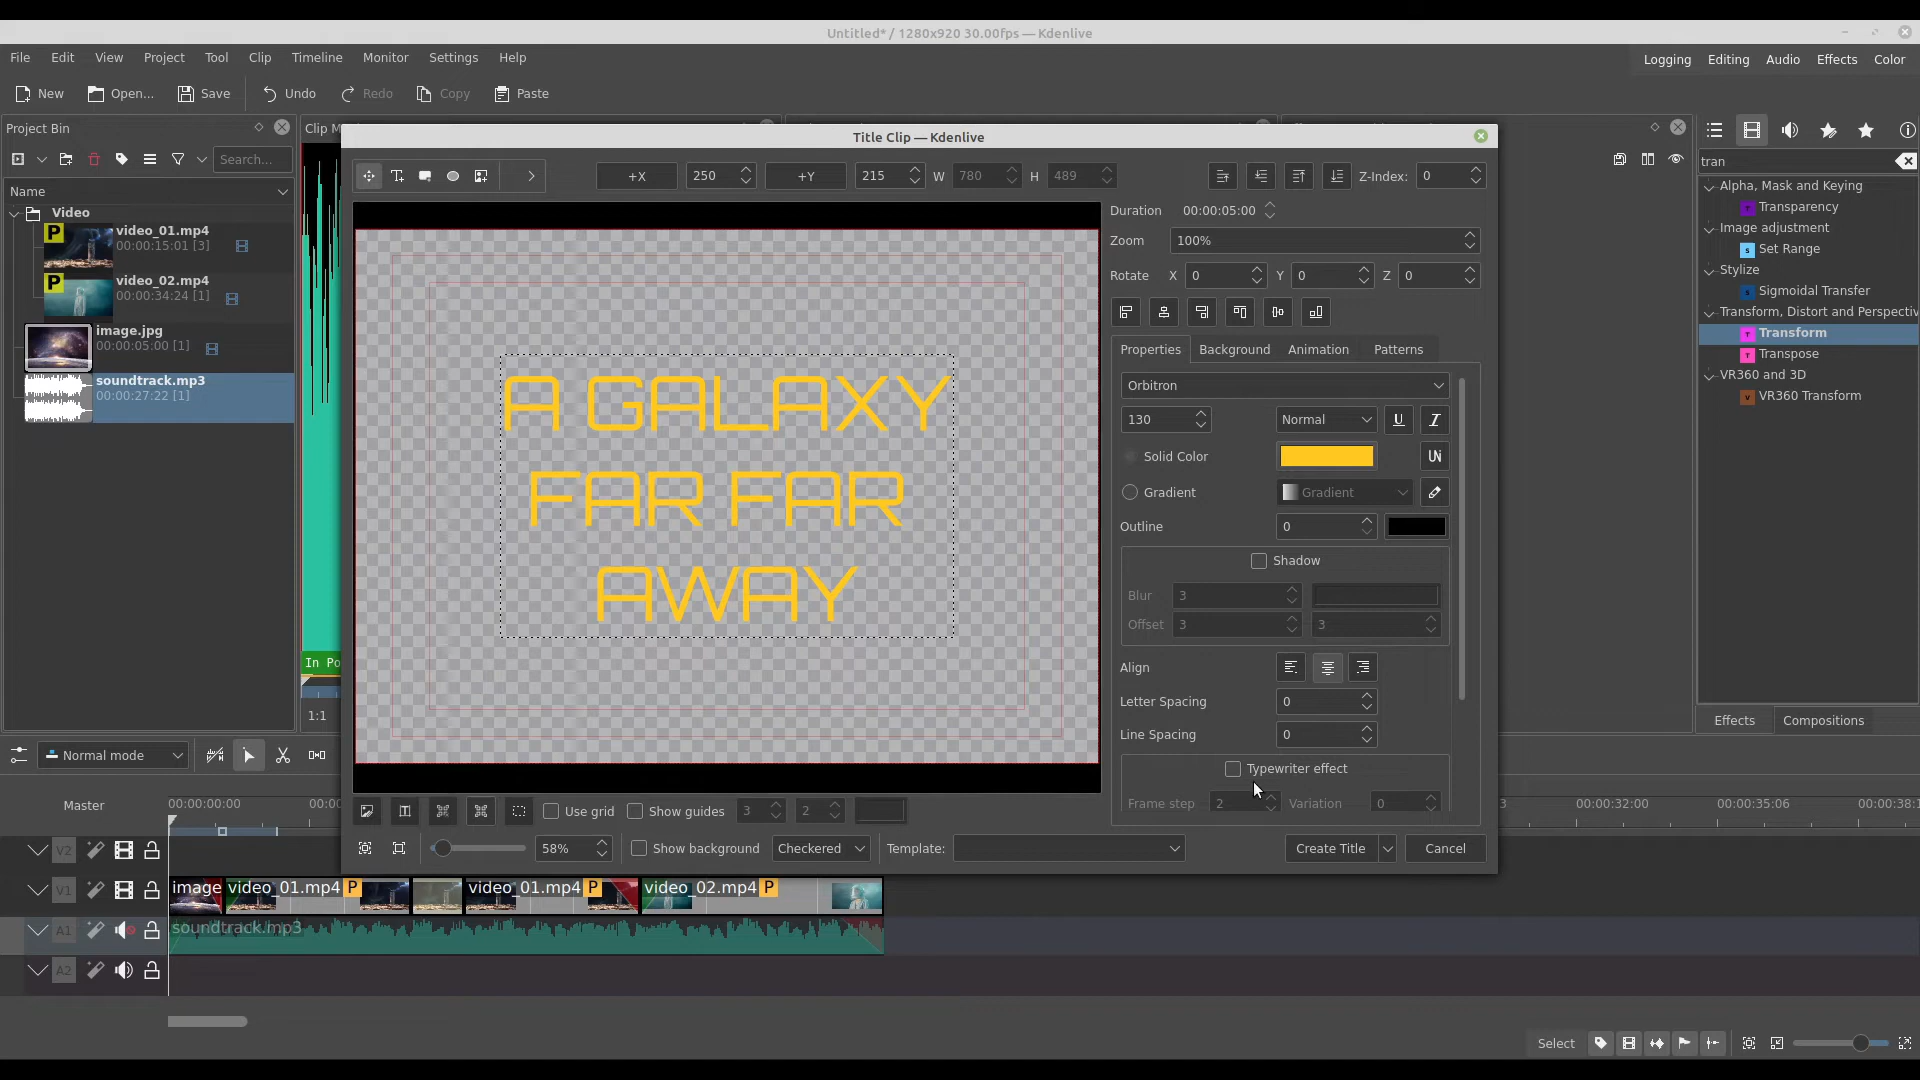 Untitled* / 1280x920 30.00fps — Kdenlive
File Edit View Project Tool Clip Timeline Monitor Settings Help
Logging Editing Audio Effects Color
New Open... Save Undo Redo Copy Paste
Project Bin
Clip M
Search...
Name
Video
video_01.mp4
00:00:15:01 [3]
video_02.mp4
00:00:34:24 [1]
image.jpg
00:00:05:00 [1]
soundtrack.mp3
00:00:27:22 [1]
In Po
1:1
Title Clip — Kdenlive
+X 250 +Y 215 W 780 H 489 Z-Index: 0
A GALAXY
FAR FAR
AWAY
Duration 00:00:05:00
Zoom 100%
Rotate X 0 Y 0 Z 0
Properties Background Animation Patterns
Orbitron
130 Normal U I
Solid Color
Gradient Gradient
Outline 0
Shadow
Blur 3
Offset 3 3
Align
Letter Spacing 0
Line Spacing 0
Typewriter effect
Frame step 2 Variation 0
Use grid Show guides 3 2
58% Show background Checkered Template: Create Title Cancel
tran
Alpha, Mask and Keying
Transparency
Image adjustment
Set Range
Stylize
Sigmoidal Transfer
Transform, Distort and Perspectiv
Transform
Transpose
VR360 and 3D
VR360 Transform
Effects Compositions
Normal mode
Master 00:00:00:00 00:0 3 00:00:32:00 00:00:35:06 00:00:38:1
V2
V1 image video_01.mp4 P video_01.mp4 P video_02.mp4 P
A1 soundtrack.mp3
A2
Select